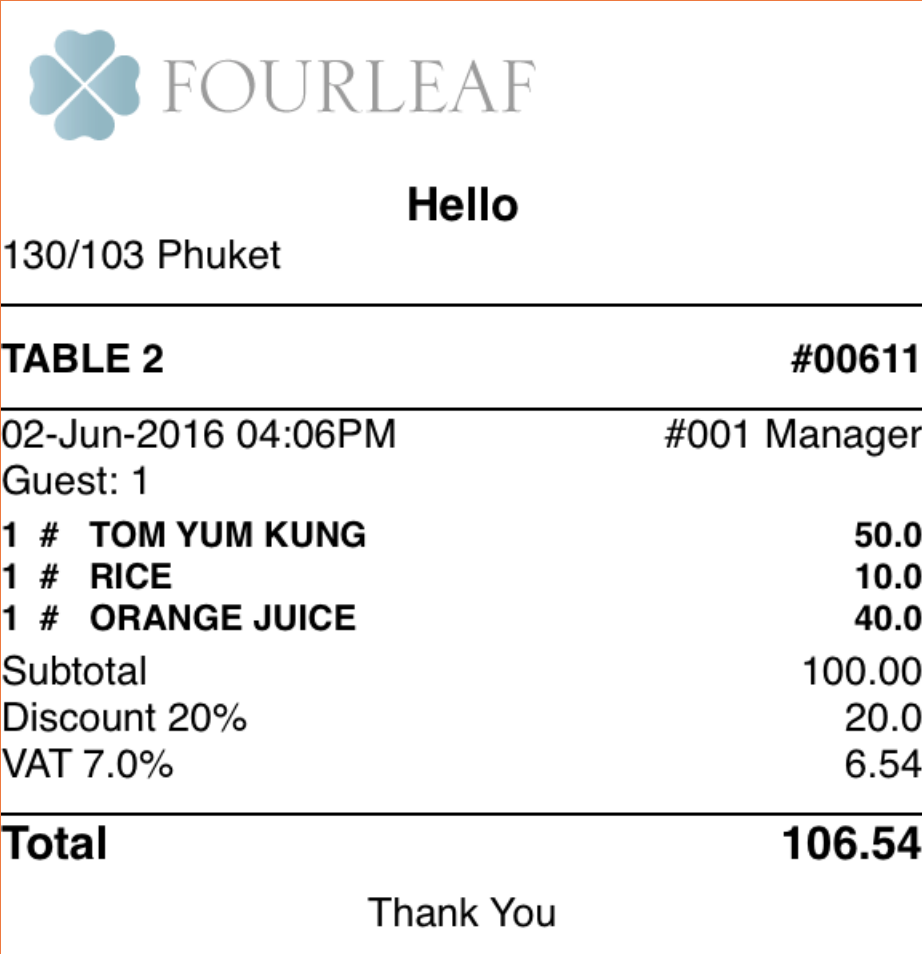 FOURLEAF
Hello
130/103 Phuket
TABLE 2 #00611
02-Jun-2016 04:06PM #001 Manager
Guest: 1
1 # TOM YUM KUNG 50.0
1 # RICE 10.0
1 # ORANGE JUICE 40.0
Subtotal 100.00
Discount 20% 20.0
VAT 7.0% 6.54
Total 106.54
Thank You